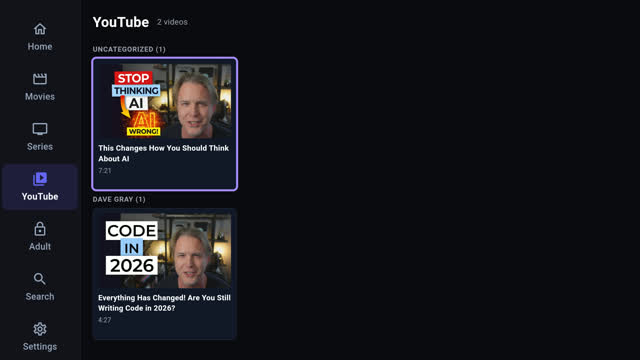 Home
Movies
Series
YouTube
Adult
Search
Settings
YouTube 2 videos
UNCATEGORIZED (1)
STOP
THINKING
AI
AI
WRONG!
This Changes How You Should Think
About AI
7:21
DAVE GRAY (1)
CODE
IN
2026
Everything Has Changed! Are You Still
Writing Code in 2026?
4:27